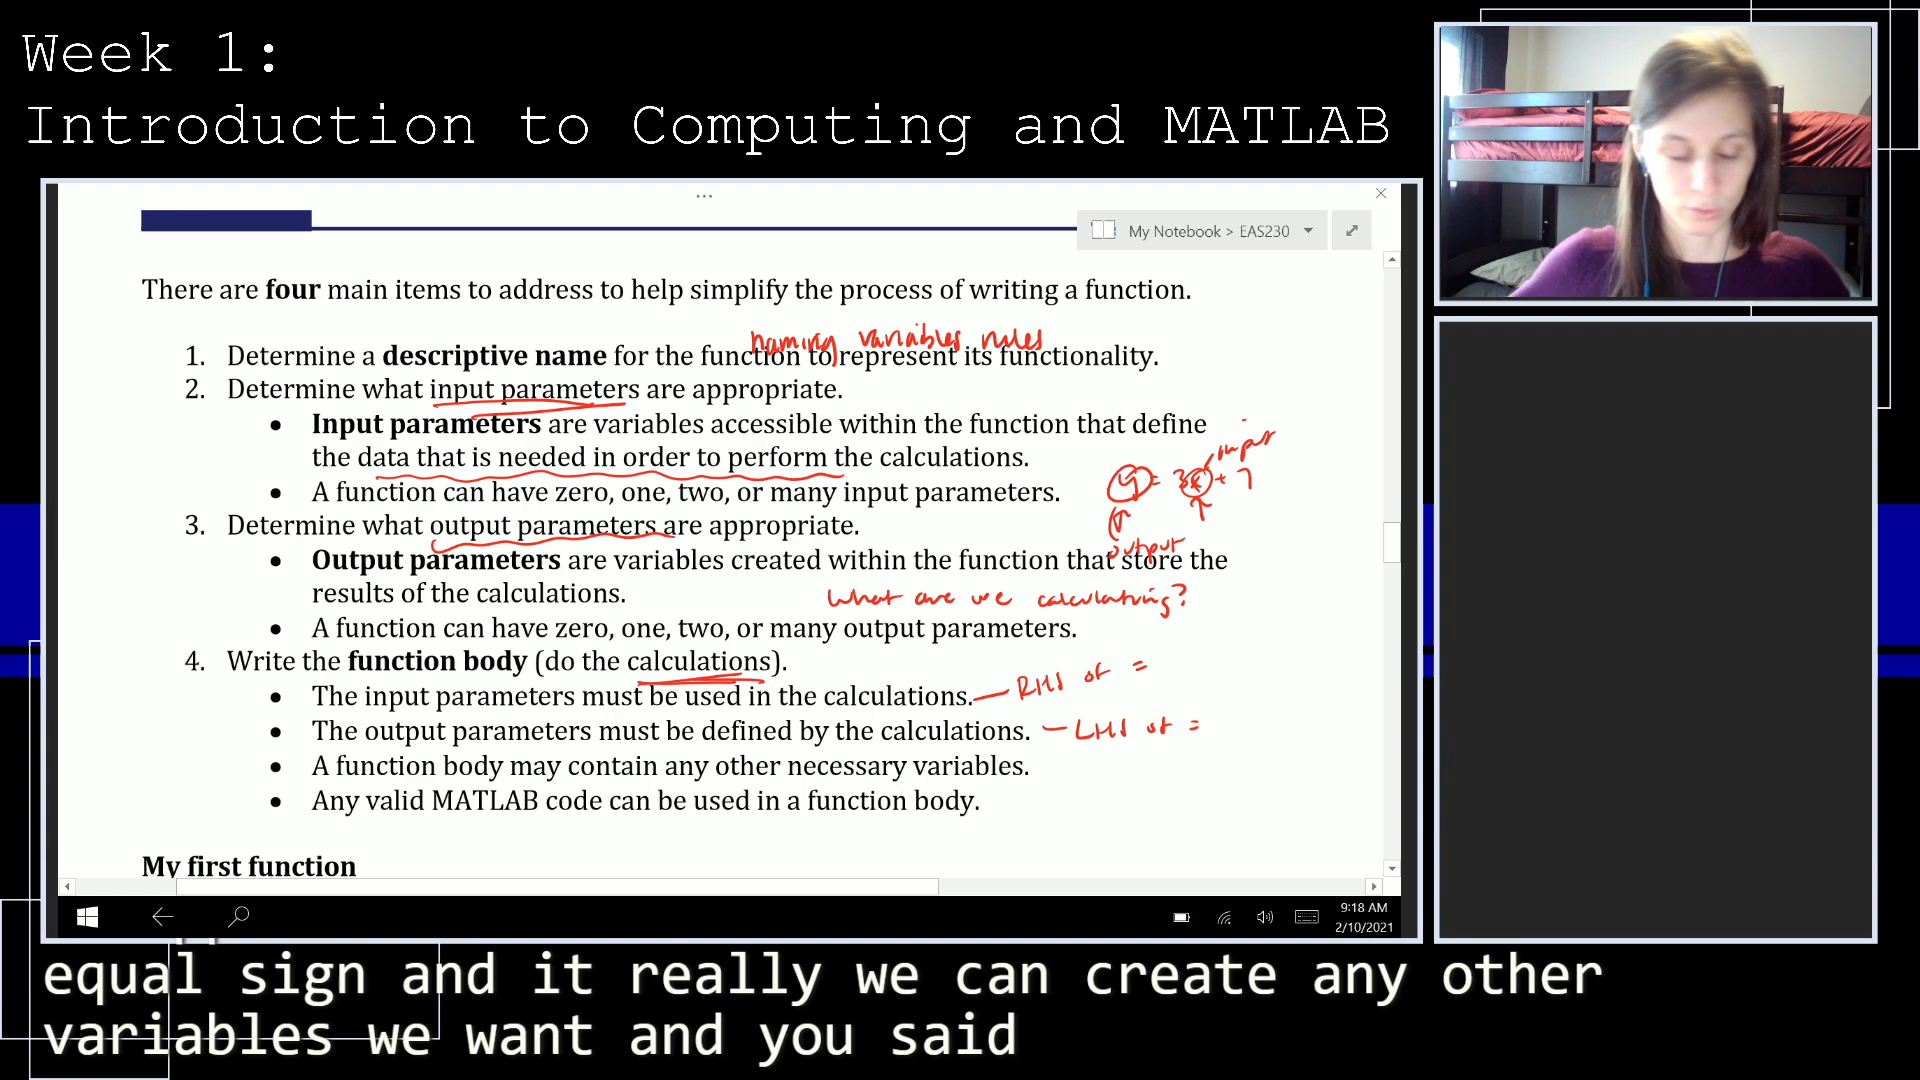 Week 1:
Introduction to Computing and MATLAB
...
My Notebook > EAS230
There are four main items to address to help simplify the process of writing a function.
naming variables rules
1. Determine a descriptive name for the function to represent its functionality.
2. Determine what input parameters are appropriate.
• Input parameters are variables accessible within the function that define
the data that is needed in order to perform the calculations.
input
y = 3x + 7
• A function can have zero, one, two, or many input parameters.
3. Determine what output parameters are appropriate.
output
• Output parameters are variables created within the function that store the
results of the calculations.
What are we calculating?
• A function can have zero, one, two, or many output parameters.
4. Write the function body (do the calculations).
• The input parameters must be used in the calculations. — RHS of =
• The output parameters must be defined by the calculations. — LHS of =
• A function body may contain any other necessary variables.
• Any valid MATLAB code can be used in a function body.
My first function
9:18 AM
2/10/2021
equal sign and it really we can create any other
variables we want and you said